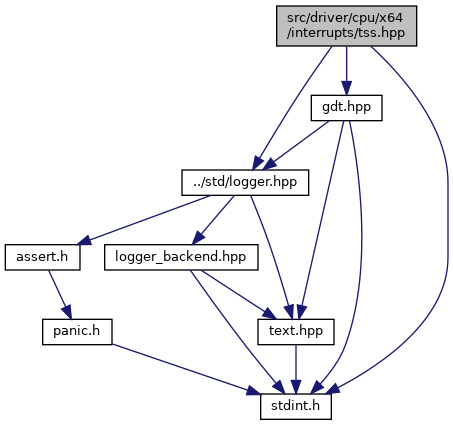 src/driver/cpu/x64
/interrupts/tss.hpp
gdt.hpp
../std/logger.hpp
assert.h
logger_backend.hpp
panic.h
text.hpp
stdint.h